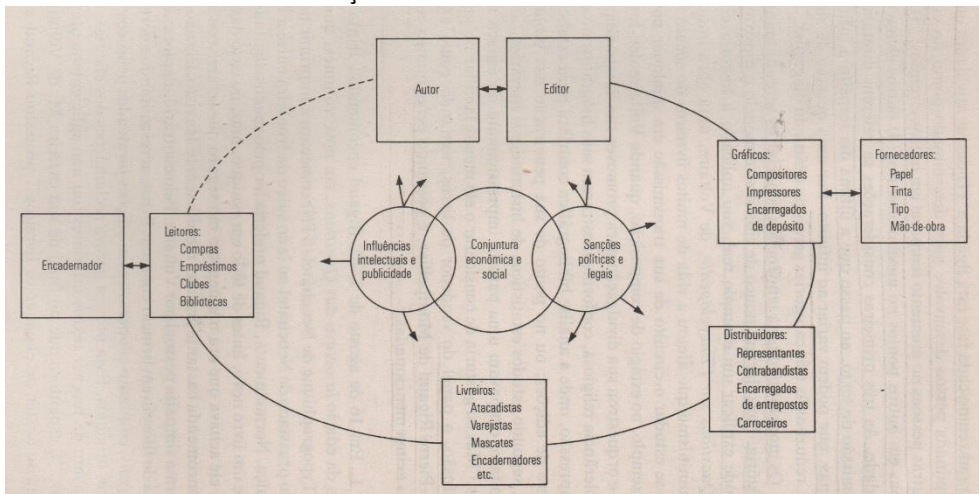 Autor
Editor
Gráficos:
Compositores
Impressores
Encarregados
de depósito
Fornecedores:
Papel
Tinta
Tipo
Mão-de-obra
Encadernador
Leitores:
Compras
Empréstimos
Clubes
Bibliotecas
Influências
intelectuais e
publicidade
Conjuntura
econômica e
social
Sanções
políticas e
legais
Distribuidores:
Representantes
Contrabandistas
Encarregados
de entrepostos
Carroceiros
Livreiros:
Atacadistas
Varejistas
Mascates
Encadernadores
etc.